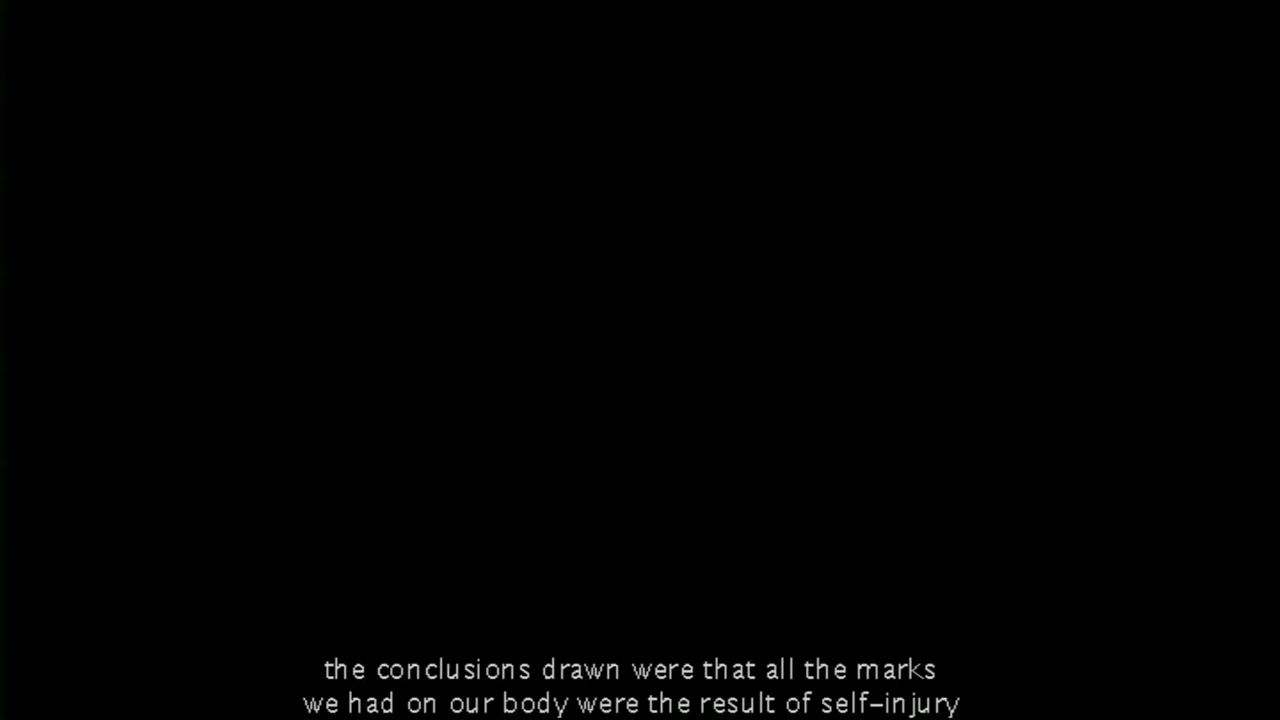 the conclusions drawn were that all the marks
we had on our body were the result of self–injury